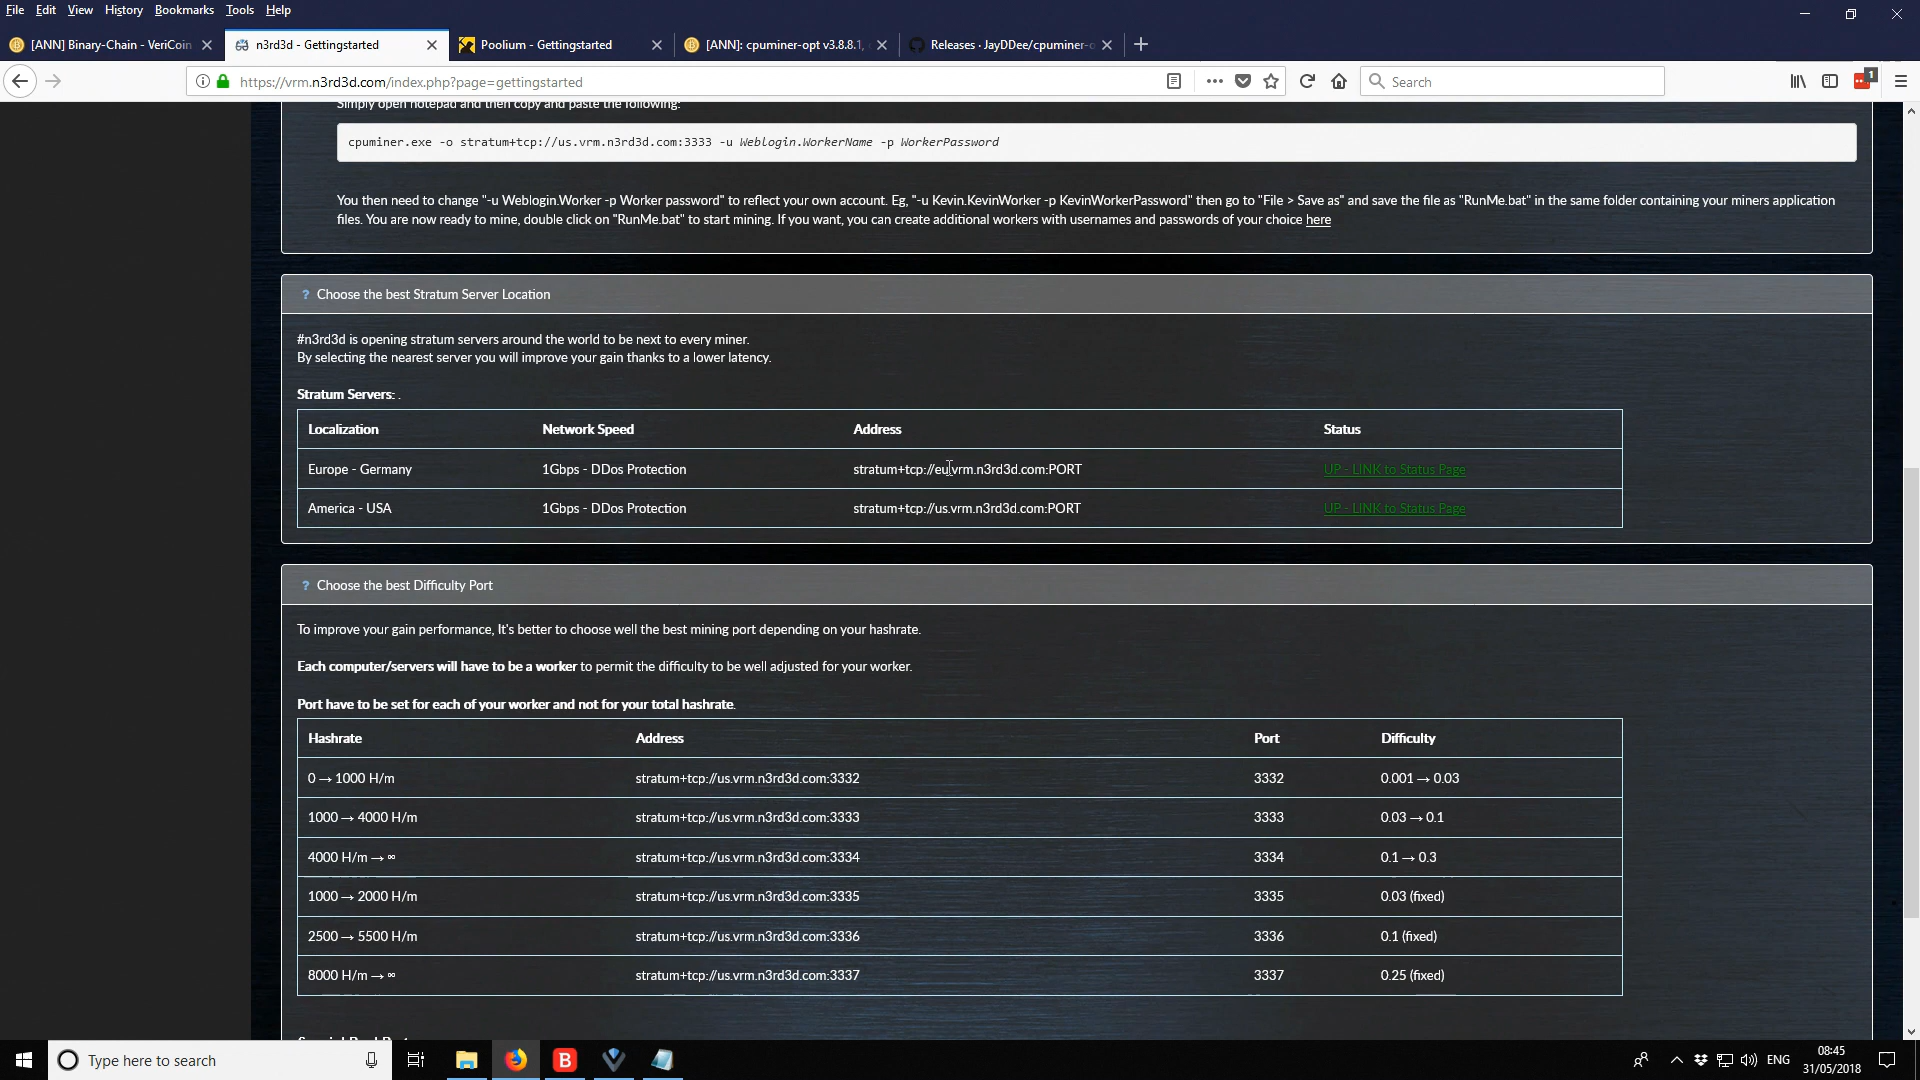 File Edit View History Bookmarks Tools Help
[ANN] Binary-Chain - VeriCoin
n3rd3d - Gettingstarted
Poolium - Gettingstarted
[ANN]: cpuminer-opt v3.8.8.1,
Releases · JayDDee/cpuminer-o
https://vrm.n3rd3d.com/index.php?page=gettingstarted
Search
1
Simply open notepad and then copy and paste the following:
cpuminer.exe -o stratum+tcp://us.vrm.n3rd3d.com:3333 -u Weblogin.WorkerName -p WorkerPassword
You then need to change "-u Weblogin.Worker -p Worker password" to reflect your own account. Eg, "-u Kevin.KevinWorker -p KevinWorkerPassword" then go to "File > Save as" and save the file as "RunMe.bat" in the same folder containing your miners application
files. You are now ready to mine, double click on "RunMe.bat" to start mining. If you want, you can create additional workers with usernames and passwords of your choice here
? Choose the best Stratum Server Location
#n3rd3d is opening stratum servers around the world to be next to every miner.
By selecting the nearest server you will improve your gain thanks to a lower latency.
Stratum Servers: .
Localization Network Speed Address Status
Europe - Germany 1Gbps - DDos Protection stratum+tcp://eu.vrm.n3rd3d.com:PORT UP - LINK to Status Page
America - USA 1Gbps - DDos Protection stratum+tcp://us.vrm.n3rd3d.com:PORT UP - LINK to Status Page
? Choose the best Difficulty Port
To improve your gain performance, It's better to choose well the best mining port depending on your hashrate.
Each computer/servers will have to be a worker to permit the difficulty to be well adjusted for your worker.
Port have to be set for each of your worker and not for your total hashrate.
Hashrate Address Port Difficulty
0 → 1000 H/m stratum+tcp://us.vrm.n3rd3d.com:3332 3332 0.001 → 0.03
1000 → 4000 H/m stratum+tcp://us.vrm.n3rd3d.com:3333 3333 0.03 → 0.1
4000 H/m → ∞ stratum+tcp://us.vrm.n3rd3d.com:3334 3334 0.1 → 0.3
1000 → 2000 H/m stratum+tcp://us.vrm.n3rd3d.com:3335 3335 0.03 (fixed)
2500 → 5500 H/m stratum+tcp://us.vrm.n3rd3d.com:3336 3336 0.1 (fixed)
8000 H/m → ∞ stratum+tcp://us.vrm.n3rd3d.com:3337 3337 0.25 (fixed)
Type here to search
B
ENG
08:45
31/05/2018